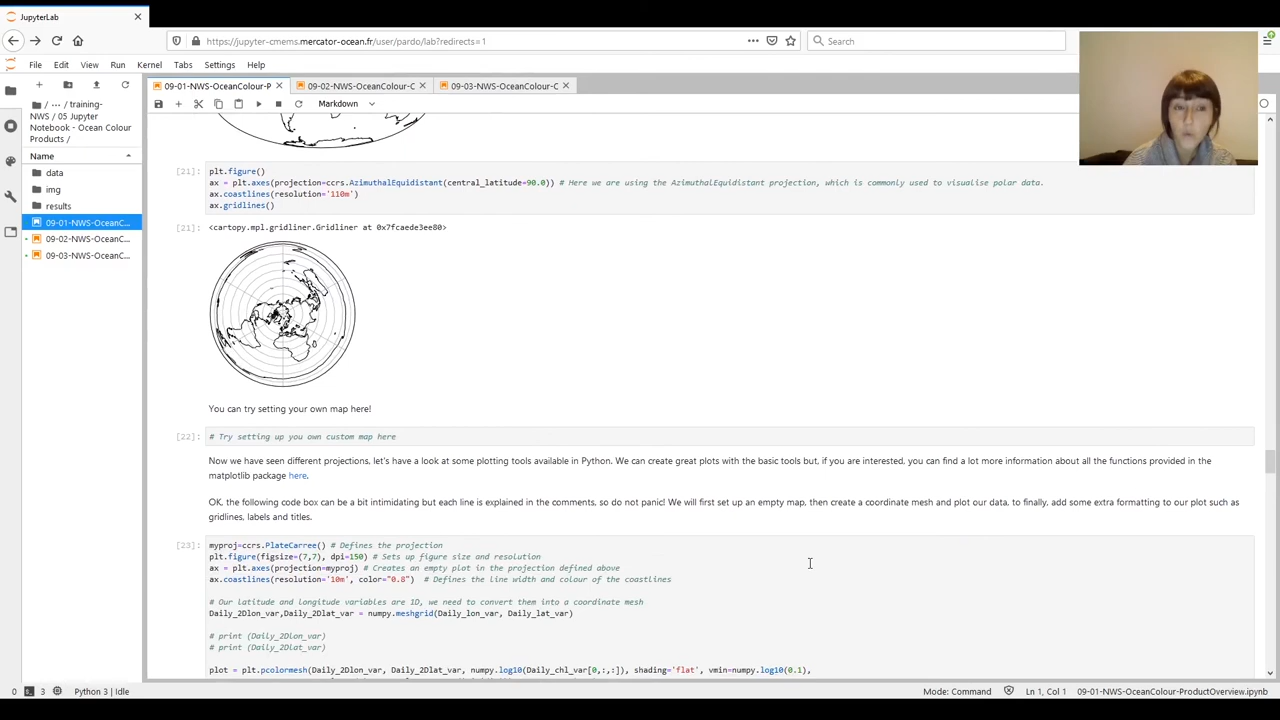 JupyterLab
https://jupyter-cmems.mercator-ocean.fr/user/pardo/lab?redirects=1
Search
File Edit View Run Kernel Tabs Settings Help
09-01-NWS-OceanColour-P
09-02-NWS-OceanColour-C
09-03-NWS-OceanColour-C
Markdown
/ ··· / training-
NWS / 05 Jupyter
Notebook - Ocean Colour
Products /
Name
data
img
results
09-01-NWS-OceanC...
09-02-NWS-OceanC...
09-03-NWS-OceanC...
[21]: plt.figure()
ax = plt.axes(projection=ccrs.AzimuthalEquidistant(central_latitude=90.0)) # Here we are using the AzimuthalEquidistant projection, which is commonly used to visualise polar data.
ax.coastlines(resolution='110m')
ax.gridlines()
[21]: <cartopy.mpl.gridliner.Gridliner at 0x7fcaede3ee80>
You can try setting your own map here!
[22]: # Try setting up you own custom map here
Now we have seen different projections, let's have a look at some plotting tools available in Python. We can create great plots with the basic tools but, if you are interested, you can find a lot more information about all the functions provided in the
matplotlib package here.
OK, the following code box can be a bit intimidating but each line is explained in the comments, so do not panic! We will first set up an empty map, then create a coordinate mesh and plot our data, to finally, add some extra formatting to our plot such as
gridlines, labels and titles.
[23]: myproj=ccrs.PlateCarree() # Defines the projection
plt.figure(figsize=(7,7), dpi=150) # Sets up figure size and resolution
ax = plt.axes(projection=myproj) # Creates an empty plot in the projection defined above
ax.coastlines(resolution='10m', color="0.8") # Defines the line width and colour of the coastlines
# Our latitude and longitude variables are 1D, we need to convert them into a coordinate mesh
Daily_2Dlon_var,Daily_2Dlat_var = numpy.meshgrid(Daily_lon_var, Daily_lat_var)
# print (Daily_2Dlon_var)
# print (Daily_2Dlat_var)
plot = plt.pcolormesh(Daily_2Dlon_var, Daily_2Dlat_var, numpy.log10(Daily_chl_var[0,:,:]), shading='flat', vmin=numpy.log10(0.1),
0 3 Python 3 | Idle
Mode: Command Ln 1, Col 1 09-01-NWS-OceanColour-ProductOverview.ipynb